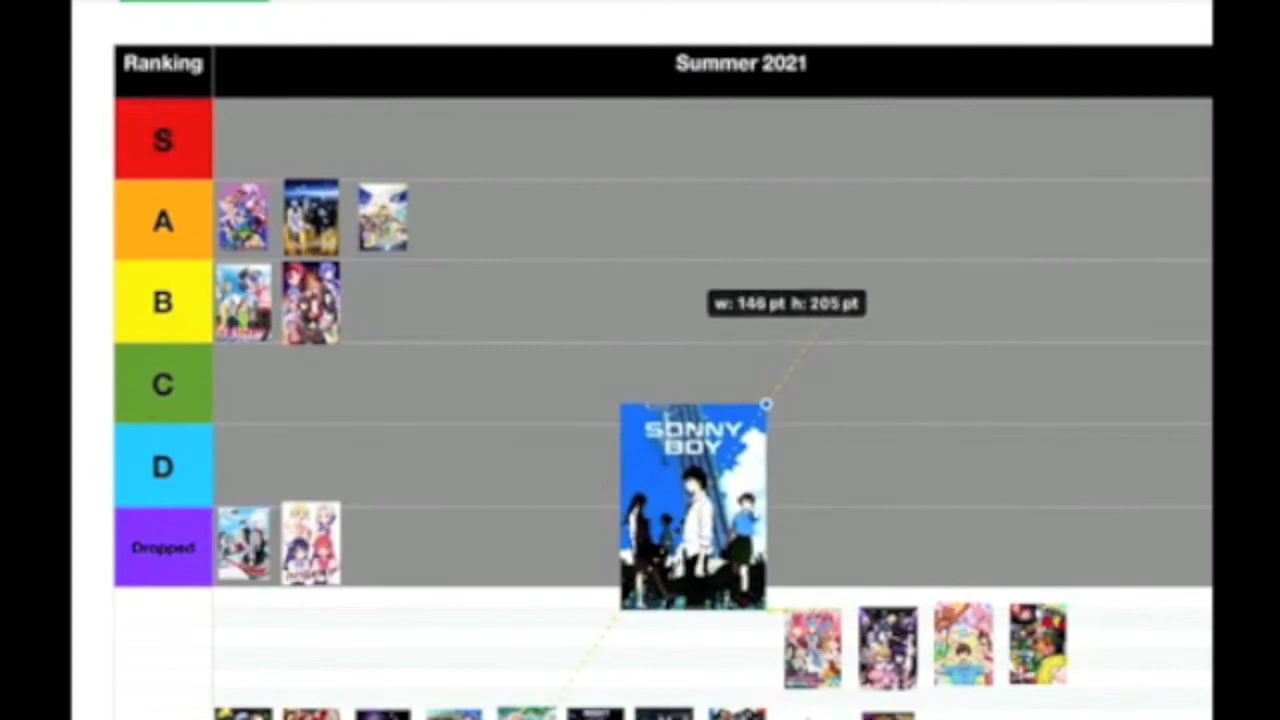 Ranking
Summer 2021
S
A
B
w: 146 pt h: 205 pt
C
SONNY
BOY
D
Dropped